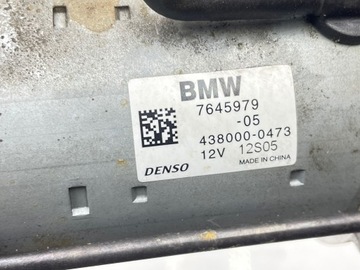 BMW
7645979
-05
438000-0473
12V 12S05
DENSO MADE IN CHINA